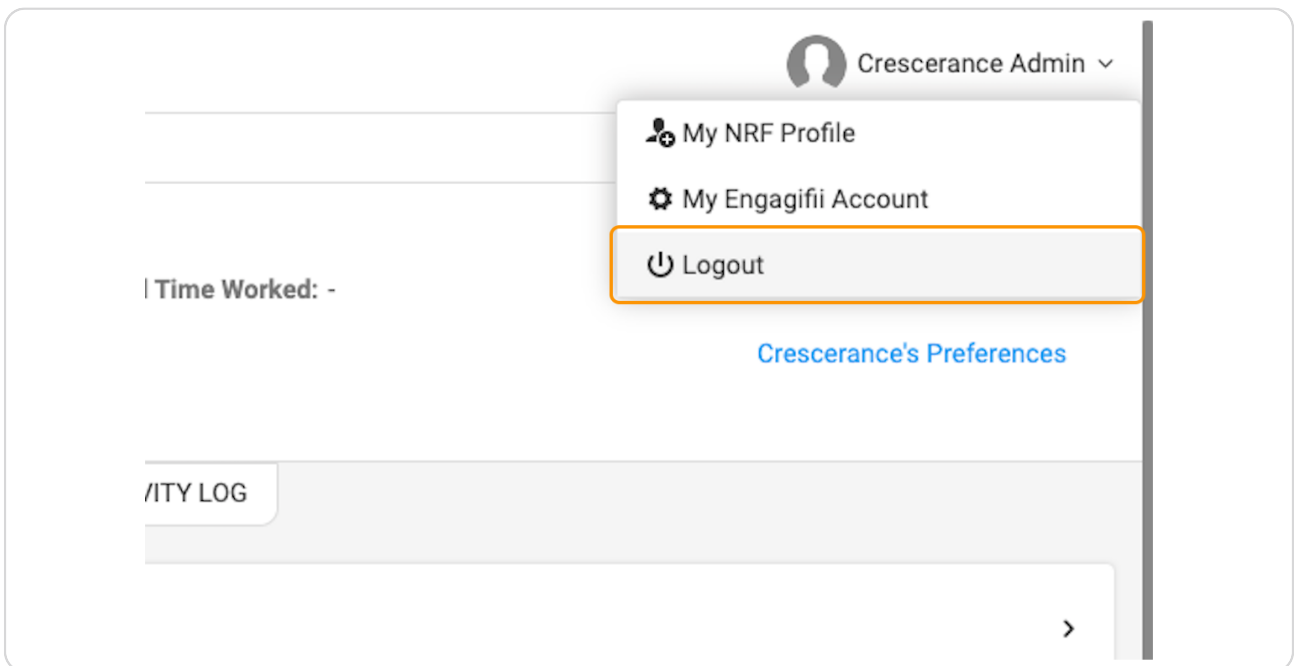 Crescerance Admin
My NRF Profile
My Engagifii Account
Logout
Time Worked: -
Crescerance's Preferences
VITY LOG